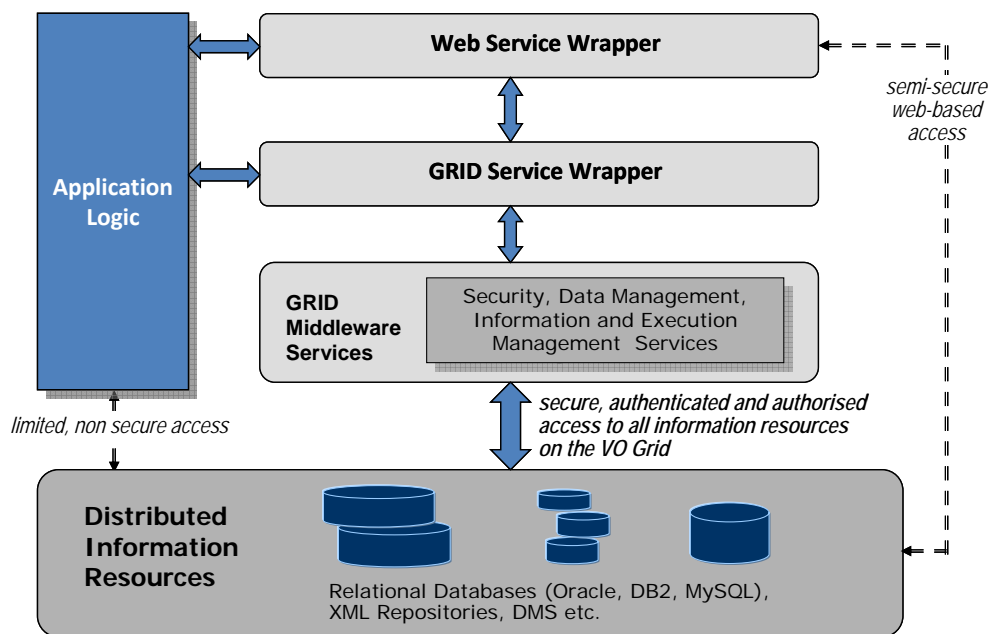 Web Service Wrapper
semi-secure
web-based
access
GRID Service Wrapper
Application
Logic
GRID
Middleware
Services
Security, Data Management,
Information and Execution
Management Services
limited, non secure access
secure, authenticated and authorised
access to all information resources
on the VO Grid
Distributed
Information
Resources
Relational Databases (Oracle, DB2, MySQL),
XML Repositories, DMS etc.